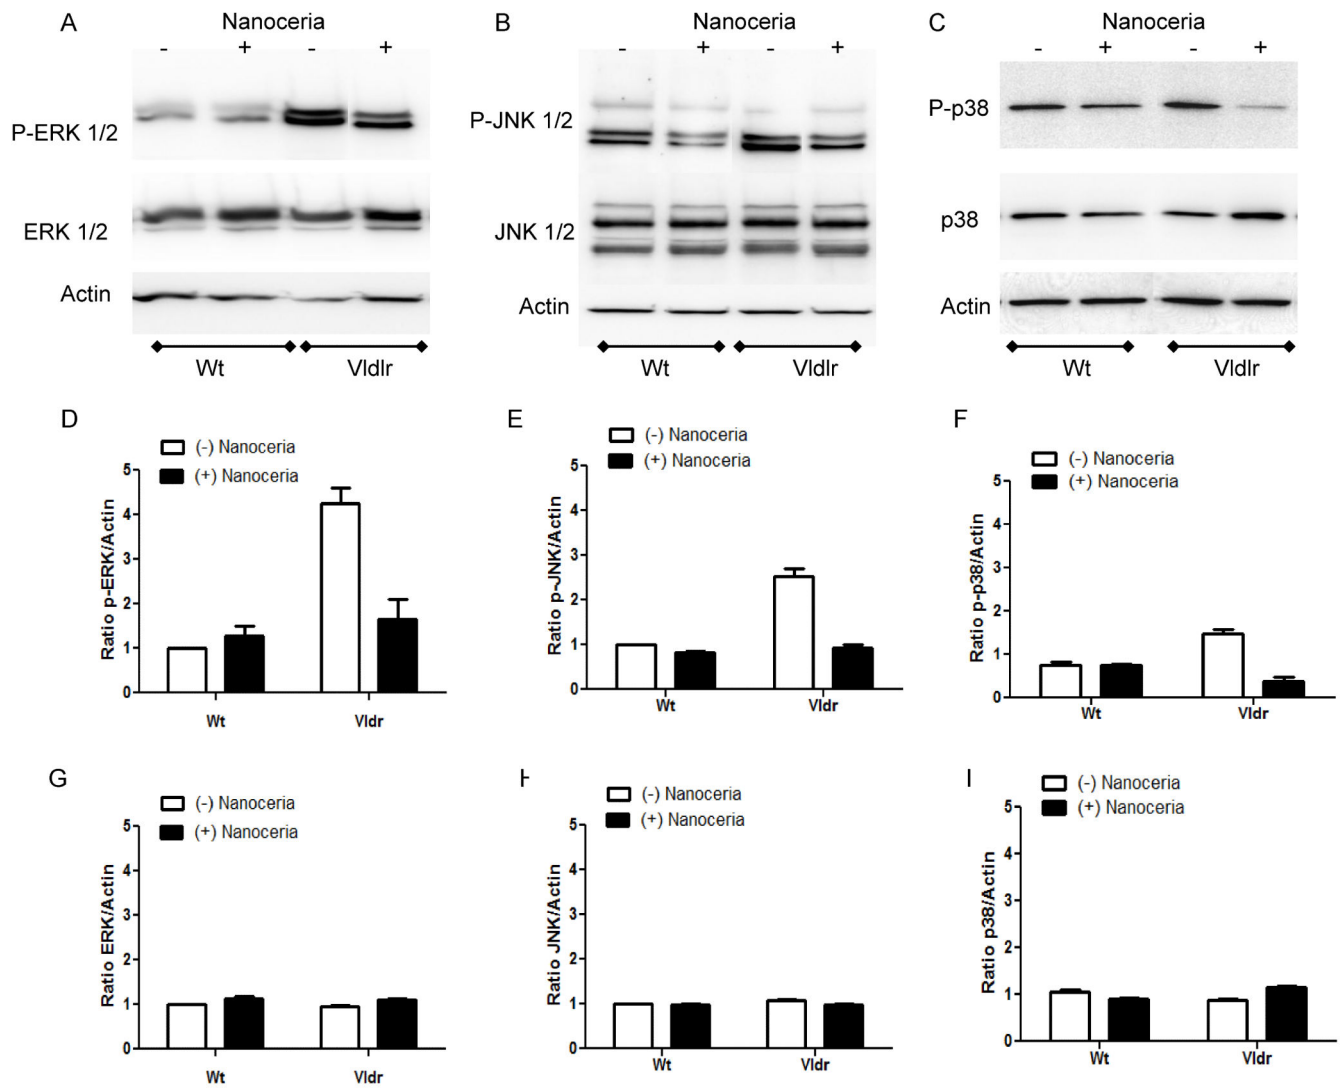 A
Nanoceria
- + - +
P-ERK 1/2
ERK 1/2
Actin
Wt Vldlr
B
Nanoceria
- + - +
P-JNK 1/2
JNK 1/2
Actin
Wt Vldlr
C
Nanoceria
- + - +
P-p38
p38
Actin
Wt Vldlr
D
(-) Nanoceria
(+) Nanoceria
Ratio p-ERK/Actin
5
4
3
2
1
0
Wt Vldr
E
(-) Nanoceria
(+) Nanoceria
Ratio p-JNK/Actin
5
4
3
2
1
0
Wt Vldr
F
(-) Nanoceria
(+) Nanoceria
Ratio p-p38/Actin
5
4
3
2
1
0
Wt Vldr
G
(-) Nanoceria
(+) Nanoceria
Ratio ERK/Actin
5
4
3
2
1
0
Wt Vldr
H
(-) Nanoceria
(+) Nanoceria
Ratio JNK/Actin
5
4
3
2
1
0
Wt Vldr
I
(-) Nanoceria
(+) Nanoceria
Ratio p38/Actin
5
4
3
2
1
0
Wt Vldr